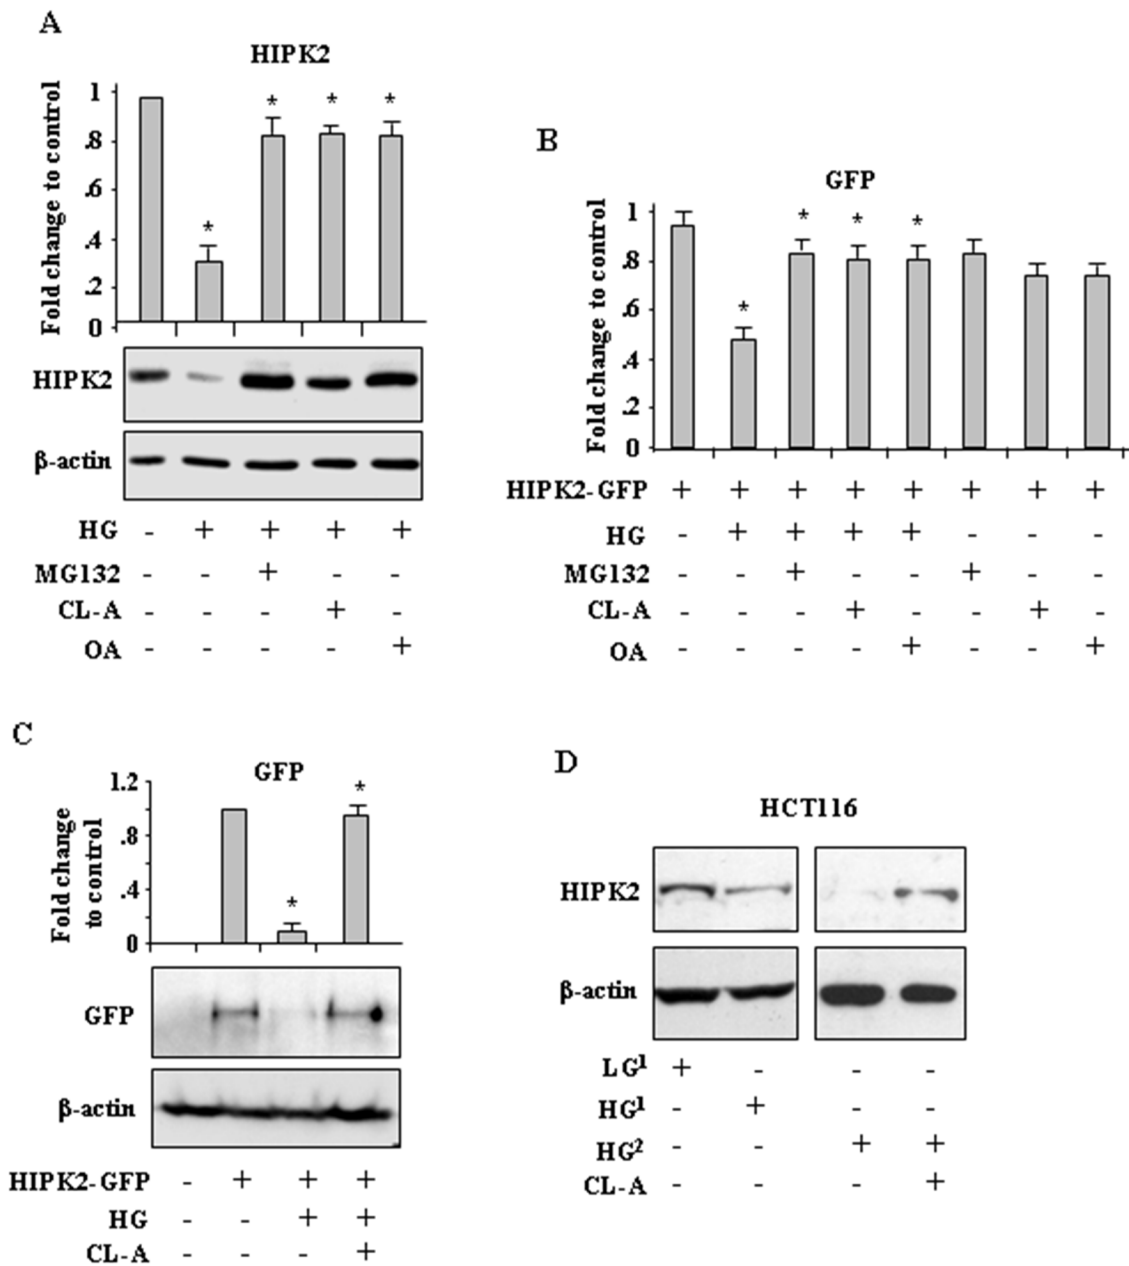 A
HIPK2
Fold change to control
1
.8
.6
.4
.2
0
* * * *
HIPK2
β-actin
HG - + + + +
MG132 - - + - -
CL-A - - - + -
OA - - - - +
B
GFP
Fold change to control
1
.8
.6
.4
.2
0
* * * *
HIPK2-GFP + + + + + + + +
HG - + + + + - - -
MG132 - - + - - + - -
CL-A - - - + - - + -
OA - - - - + - - +
C
GFP
Fold change
to control
1.2
.8
.4
0
* *
GFP
β-actin
HIPK2-GFP - + + +
HG - - + +
CL-A - - - +
D
HCT116
HIPK2
β-actin
LG¹ + - - -
HG¹ - + - -
HG² - - + +
CL-A - - - +